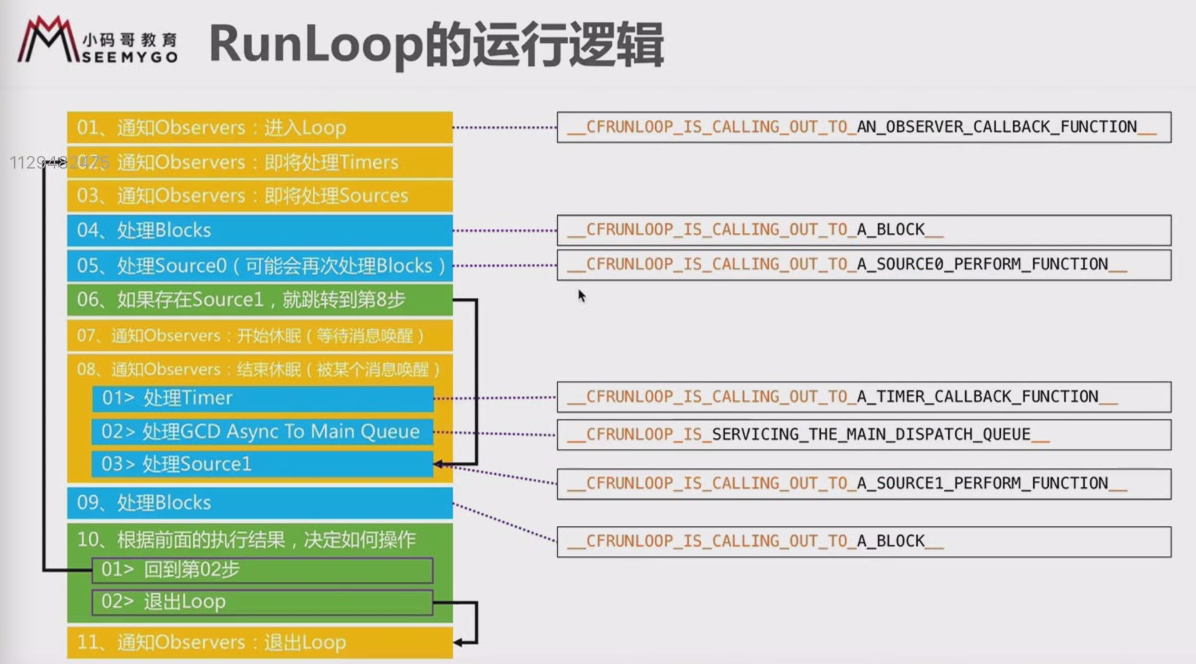 小码哥教育
SEEMYGO
RunLoop的运行逻辑
01、通知Observers：进入Loop
__CFRUNLOOP_IS_CALLING_OUT_TO_AN_OBSERVER_CALLBACK_FUNCTION__
通知Observers：即将处理Timers
03、通知Observers：即将处理Sources
04、处理Blocks
__CFRUNLOOP_IS_CALLING_OUT_TO_A_BLOCK__
05、处理Source0（可能会再次处理Blocks）
__CFRUNLOOP_IS_CALLING_OUT_TO_A_SOURCE0_PERFORM_FUNCTION__
06、如果存在Source1，就跳转到第8步
07、通知Observers：开始休眠（等待消息唤醒）
08、通知Observers：结束休眠（被某个消息唤醒）
01> 处理Timer
__CFRUNLOOP_IS_CALLING_OUT_TO_A_TIMER_CALLBACK_FUNCTION__
02> 处理GCD Async To Main Queue
__CFRUNLOOP_IS_SERVICING_THE_MAIN_DISPATCH_QUEUE__
03> 处理Source1
__CFRUNLOOP_IS_CALLING_OUT_TO_A_SOURCE1_PERFORM_FUNCTION__
09、处理Blocks
__CFRUNLOOP_IS_CALLING_OUT_TO_A_BLOCK__
10、根据前面的执行结果，决定如何操作
01> 回到第02步
02> 退出Loop
11、通知Observers：退出Loop